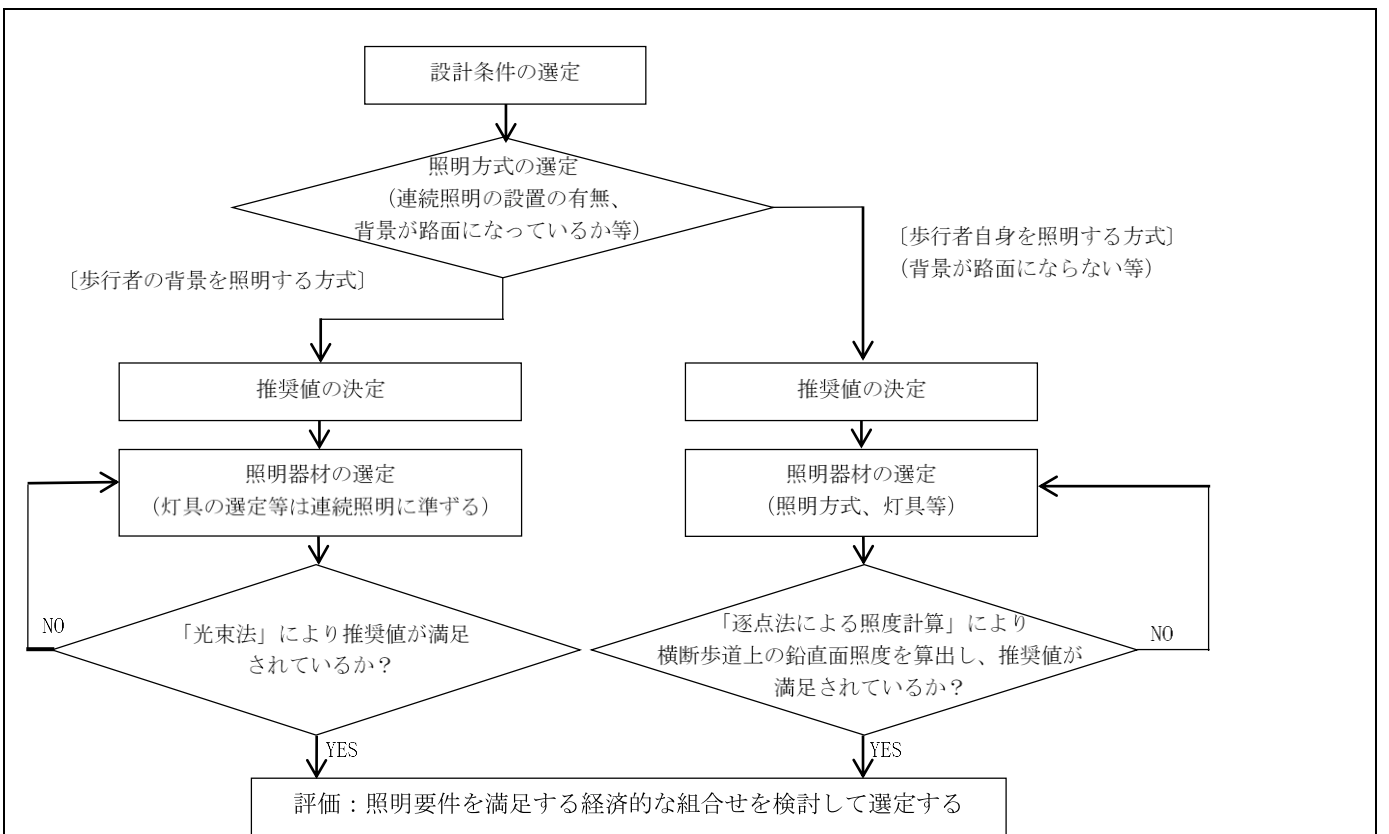 設計条件の選定
照明方式の選定
（連続照明の設置の有無、
背景が路面になっているか等）
〔歩行者自身を照明する方式〕
（背景が路面にならない等）
〔歩行者の背景を照明する方式〕
推奨値の決定
推奨値の決定
照明器材の選定
（灯具の選定等は連続照明に準ずる）
照明器材の選定
（照明方式、灯具等）
NO
「光束法」により推奨値が満足
されているか？
「逐点法による照度計算」により
横断歩道上の鉛直面照度を算出し、推奨値が
満足されているか？
NO
YES
YES
評価：照明要件を満足する経済的な組合せを検討して選定する